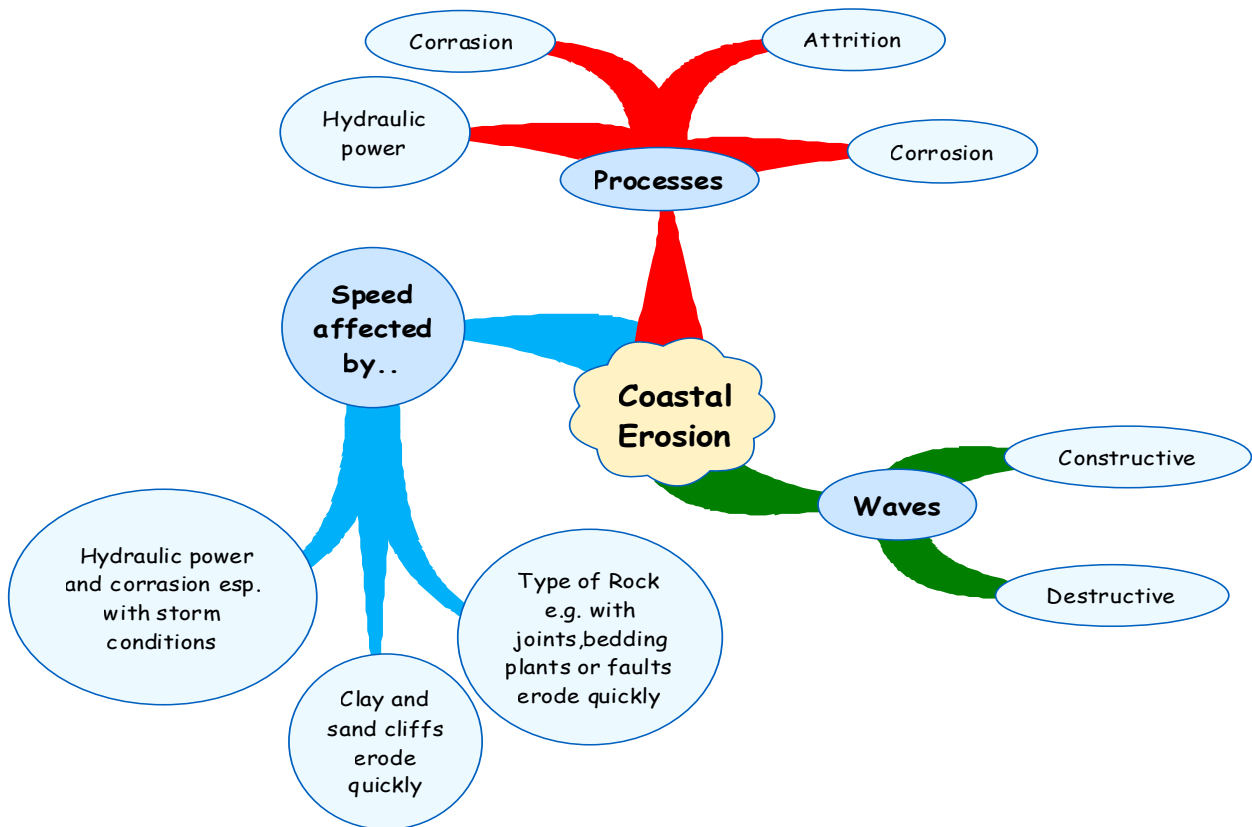 Corrasion
Attrition
Hydraulic
power
Corrosion
Processes
Speed
affected
by..
Coastal
Erosion
Constructive
Waves
Destructive
Hydraulic power
and corrasion esp.
with storm
conditions
Type of Rock
e.g. with
joints,bedding
plants or faults
erode quickly
Clay and
sand cliffs
erode
quickly